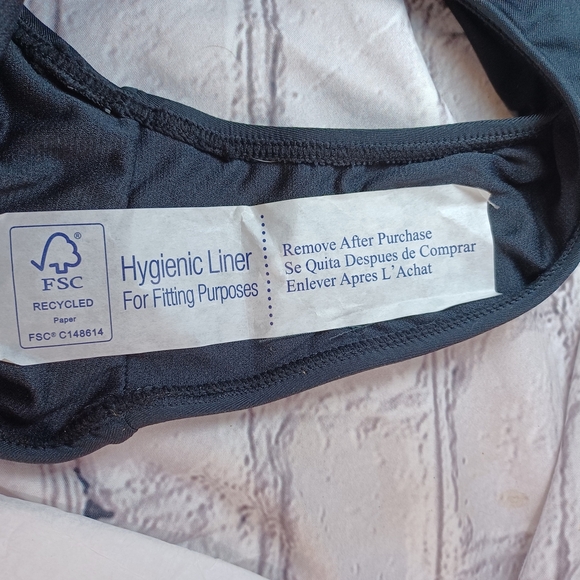 ®
FSC
RECYCLED
Paper
FSC® C148614
Hygienic Liner
For Fitting Purposes
Remove After Purchase
Se Quita Despues de Comprar
Enlever Apres L'Achat